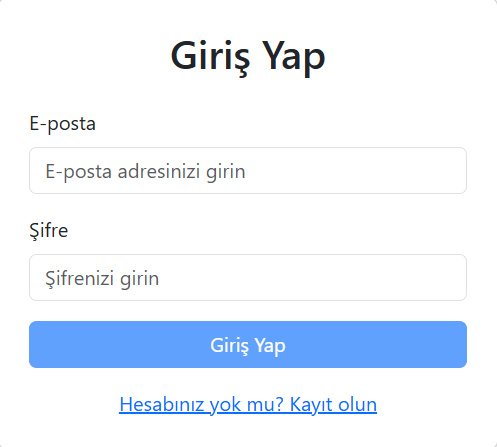 Giriş Yap
E-posta
E-posta adresinizi girin
Şifre
Şifrenizi girin
Giriş Yap
Hesabınız yok mu? Kayıt olun